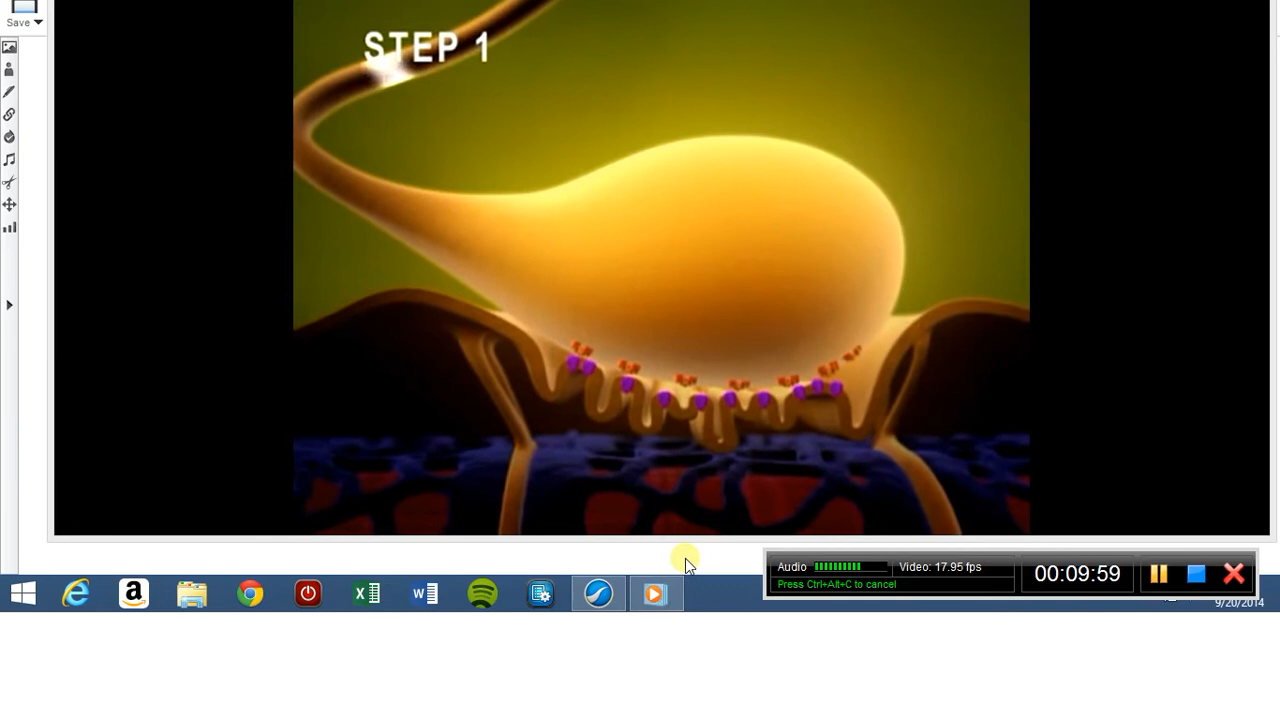 Save
STEP 1
Audio
Video: 17.95 fps
Press Ctrl+Alt+C to cancel
00:09:59
9/20/2014